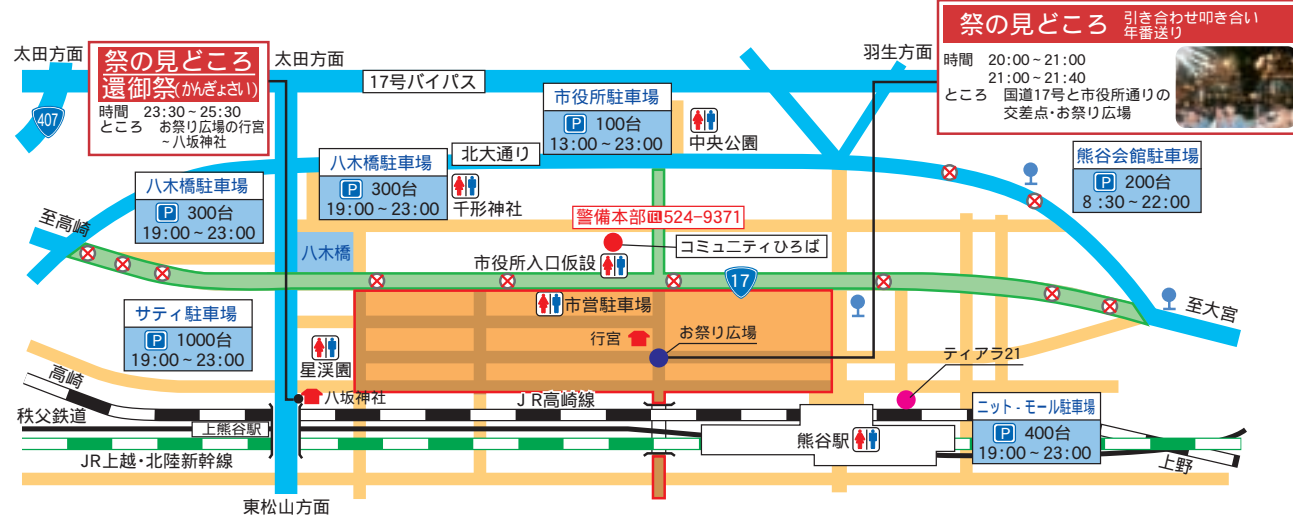 太田方面
祭の見どころ
還御祭(かんぎょさい)
時間 23:30~25:30
ところ お祭り広場の行宮
~八坂神社
太田方面
17号バイパス
羽生方面
祭の見どころ 引き合わせ叩き合い
年番送り
時間 20:00~21:00
21:00~21:40
ところ 国道17号と市役所通りの
交差点・お祭り広場
407
市役所駐車場
P 100台
13:00~23:00
中央公園
北大通り
八木橋駐車場
P 300台
19:00~23:00
千形神社
八木橋駐車場
P 300台
19:00~23:00
熊谷会館駐車場
P 200台
8:30~22:00
至高崎
警備本部☎524-9371
コミュニティひろば
八木橋
市役所入口仮設
17
市営駐車場
サティ駐車場
P 1000台
19:00~23:00
行宮
お祭り広場
至大宮
星渓園
ティアラ21
高崎
八坂神社
JR高崎線
秩父鉄道
上熊谷駅
熊谷駅
ニット-モール駐車場
P 400台
19:00~23:00
JR上越・北陸新幹線
上野
東松山方面